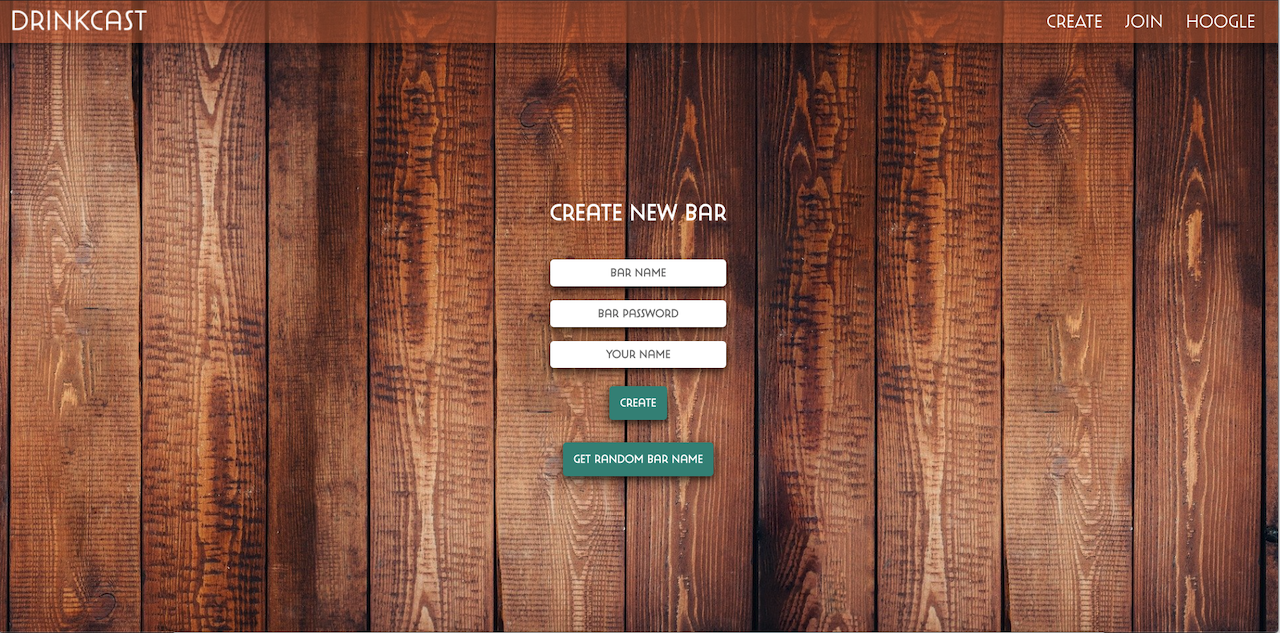 DRINKCAST
CREATE JOIN HOOGLE
CREATE NEW BAR
BAR NAME
BAR PASSWORD
YOUR NAME
CREATE
GET RANDOM BAR NAME